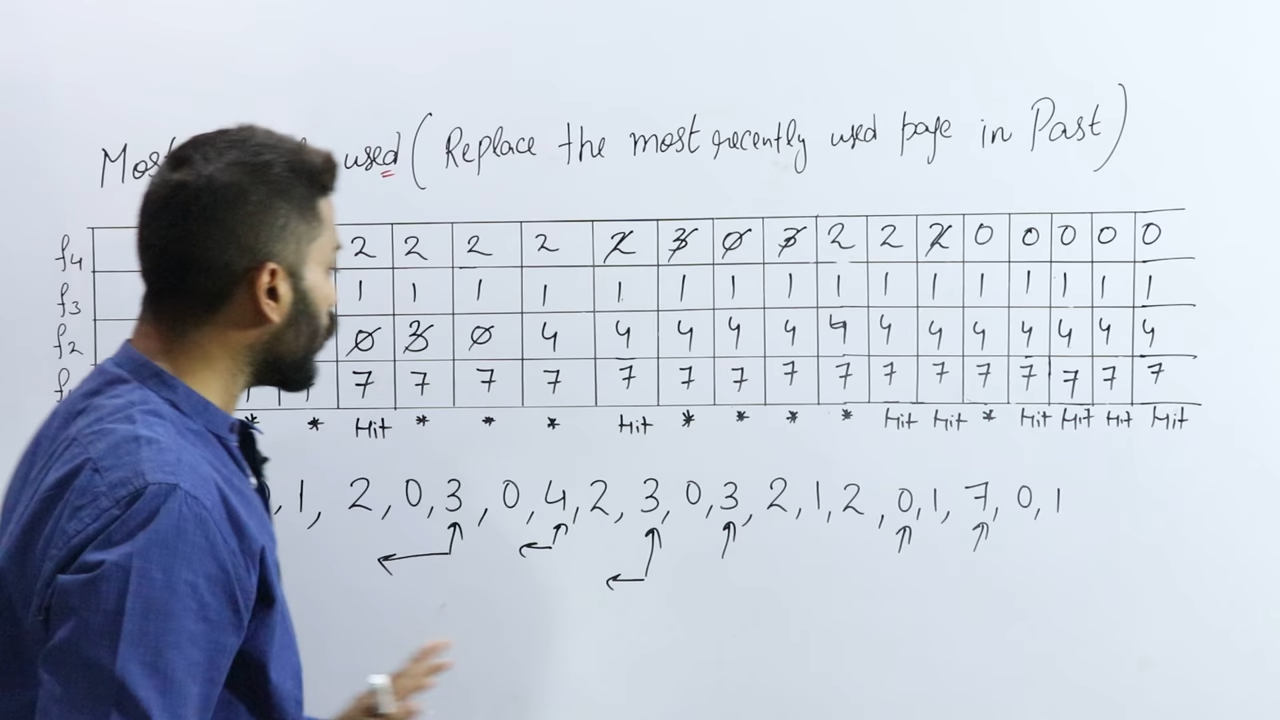 used ( Replace the most recently used page in Past )
f4 2 2 2 2 2 3 0 3 2 2 2 0 0 0 0 0
f3 1 1 1 1 1 1 1 1 1 1 1 1 1 1 1 1
f2 0 3 0 4 4 4 4 4 4 4 4 4 4 4 4 4
7 7 7 7 7 7 7 7 7 7 7 7 7 7 7 7
* * Hit * * * Hit * * * * Hit Hit * Hit Hit Hit Hit
, 1, 2, 0, 3, 0, 4, 2, 3, 0, 3, 2, 1, 2, 0, 1, 7, 0, 1